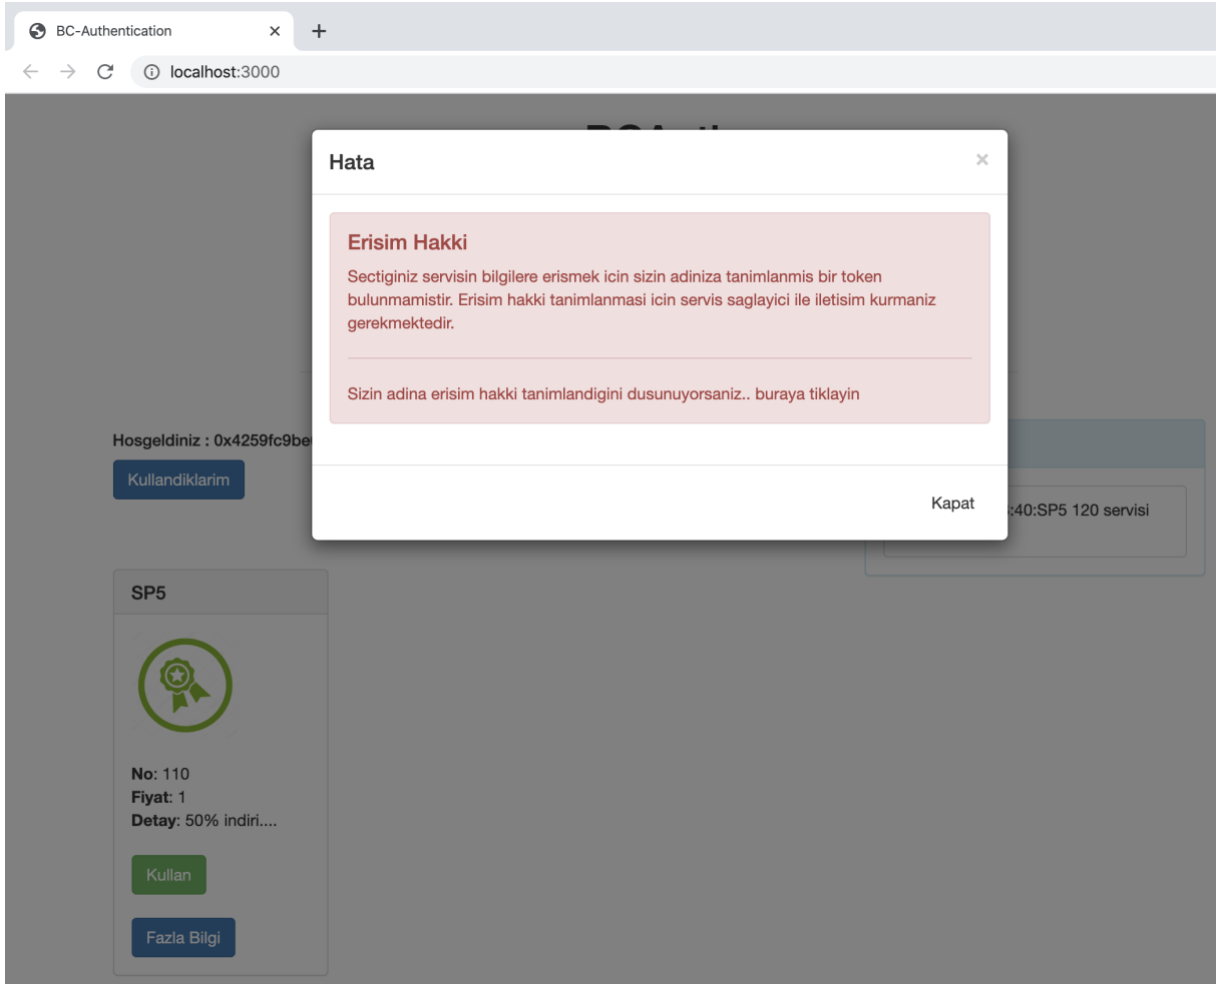 BC-Authentication
localhost:3000
Hata
Erisim Hakki
Sectiginiz servisin bilgilere erismek icin sizin adiniza tanimlanmis bir token
bulunmamistir. Erisim hakki tanimlanmasi icin servis saglayici ile iletisim kurmaniz
gerekmektedir.
Sizin adina erisim hakki tanimlandigini dusunuyorsaniz.. buraya tiklayin
Kapat
Hosgeldiniz : 0x4259fc9be
Kullandiklarim
:40:SP5 120 servisi
SP5
No: 110
Fiyat: 1
Detay: 50% indiri....
Kullan
Fazla Bilgi